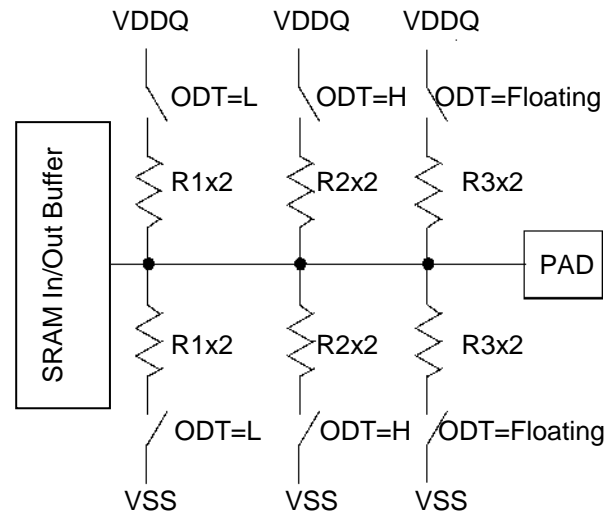 VDDQ VDDQ VDDQ
ODT=L ODT=H ODT=Floating
R1x2 R2x2 R3x2
SRAM In/Out Buffer
PAD
R1x2 R2x2 R3x2
ODT=L ODT=H ODT=Floating
VSS VSS VSS